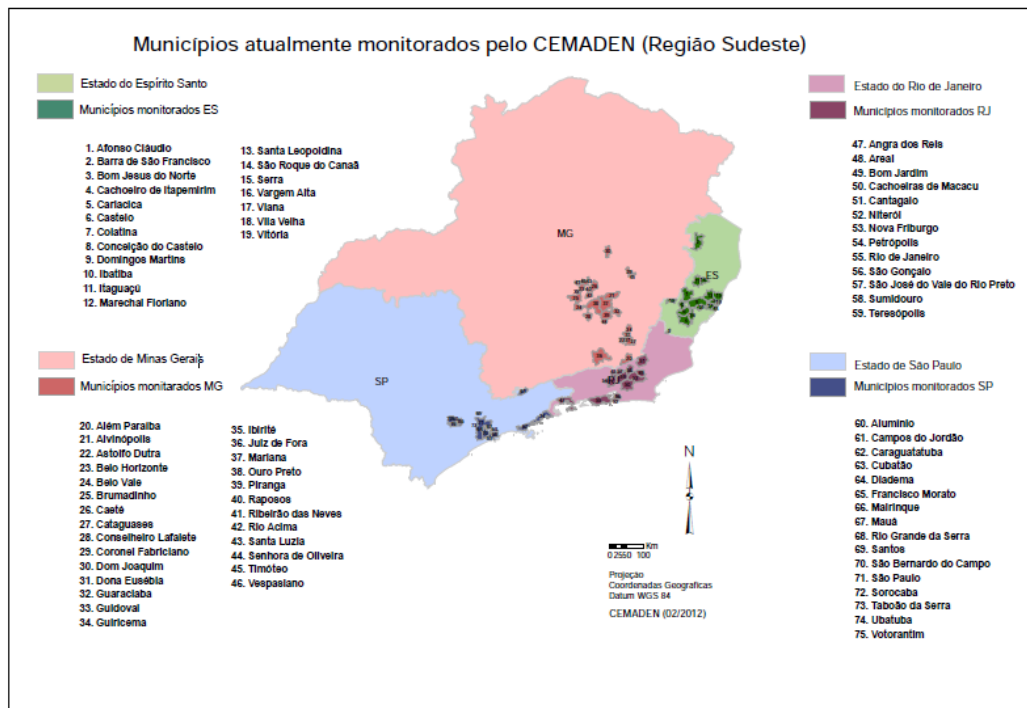 Municípios atualmente monitorados pelo CEMADEN (Região Sudeste)
Estado do Espírito Santo
Municípios monitorados ES
1. Afonso Cláudio
2. Barra de São Francisco
3. Bom Jesus do Norte
4. Cachoeiro de Itapemirim
5. Cariacica
6. Castelo
7. Colatina
8. Conceição do Castelo
9. Domingos Martins
10. Ibatiba
11. Itaguaçú
12. Marechal Floriano
13. Santa Leopoldina
14. São Roque do Canaã
15. Serra
16. Vargem Alta
17. Viana
18. Vila Velha
19. Vitória
Estado do Rio de Janeiro
Municípios monitorados RJ
47. Angra dos Reis
48. Areal
49. Bom Jardim
50. Cachoeiras de Macacu
51. Cantagalo
52. Niterói
53. Nova Friburgo
54. Petrópolis
55. Rio de Janeiro
56. São Gonçalo
57. São José do Vale do Rio Preto
58. Sumidouro
59. Teresópolis
MG
ES
SP
RJ
Estado de Minas Gerais
Municípios monitarados MG
20. Além Paraíba
21. Alvinópolis
22. Astolfo Dutra
23. Belo Horizonte
24. Belo Vale
25. Brumadinho
26. Caeté
27. Cataguases
28. Conselheiro Lafaiete
29. Coronel Fabriciano
30. Dom Joaquim
31. Dona Eusébia
32. Guaraciaba
33. Guidoval
34. Guiricema
35. Ibirité
36. Juiz de Fora
37. Mariana
38. Ouro Preto
39. Piranga
40. Raposos
41. Ribeirão das Neves
42. Rio Acima
43. Santa Luzia
44. Senhora de Oliveira
45. Timóteo
46. Vespasiano
Estado de São Paulo
Municípios monitorados SP
60. Alumínio
61. Campos do Jordão
62. Caraguatatuba
63. Cubatão
64. Diadema
65. Francisco Morato
66. Mairinque
67. Mauá
68. Rio Grande da Serra
69. Santos
70. São Bernardo do Campo
71. São Paulo
72. Sorocaba
73. Taboão da Serra
74. Ubatuba
75. Votorantim
N
Km
0 2550 100
Projeção
Coordenadas Geograficas
Datum WGS 84
CEMADEN (02/2012)